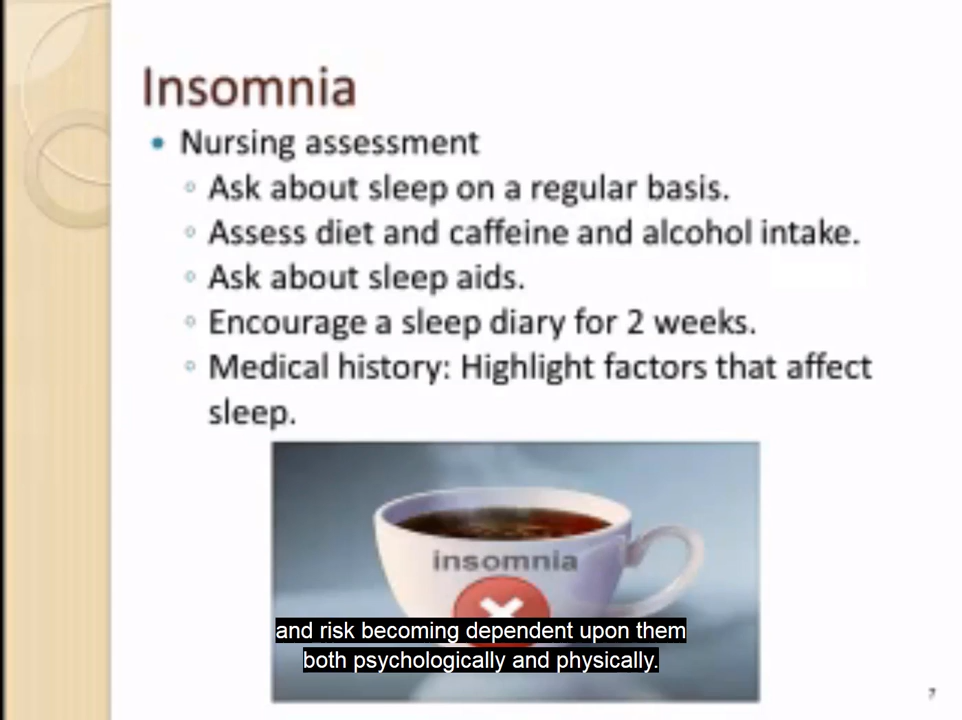 Insomnia
• Nursing assessment
◦ Ask about sleep on a regular basis.
◦ Assess diet and caffeine and alcohol intake.
◦ Ask about sleep aids.
◦ Encourage a sleep diary for 2 weeks.
◦ Medical history: Highlight factors that affect
sleep.
insomnia
and risk becoming dependent upon them
both psychologically and physically.
7